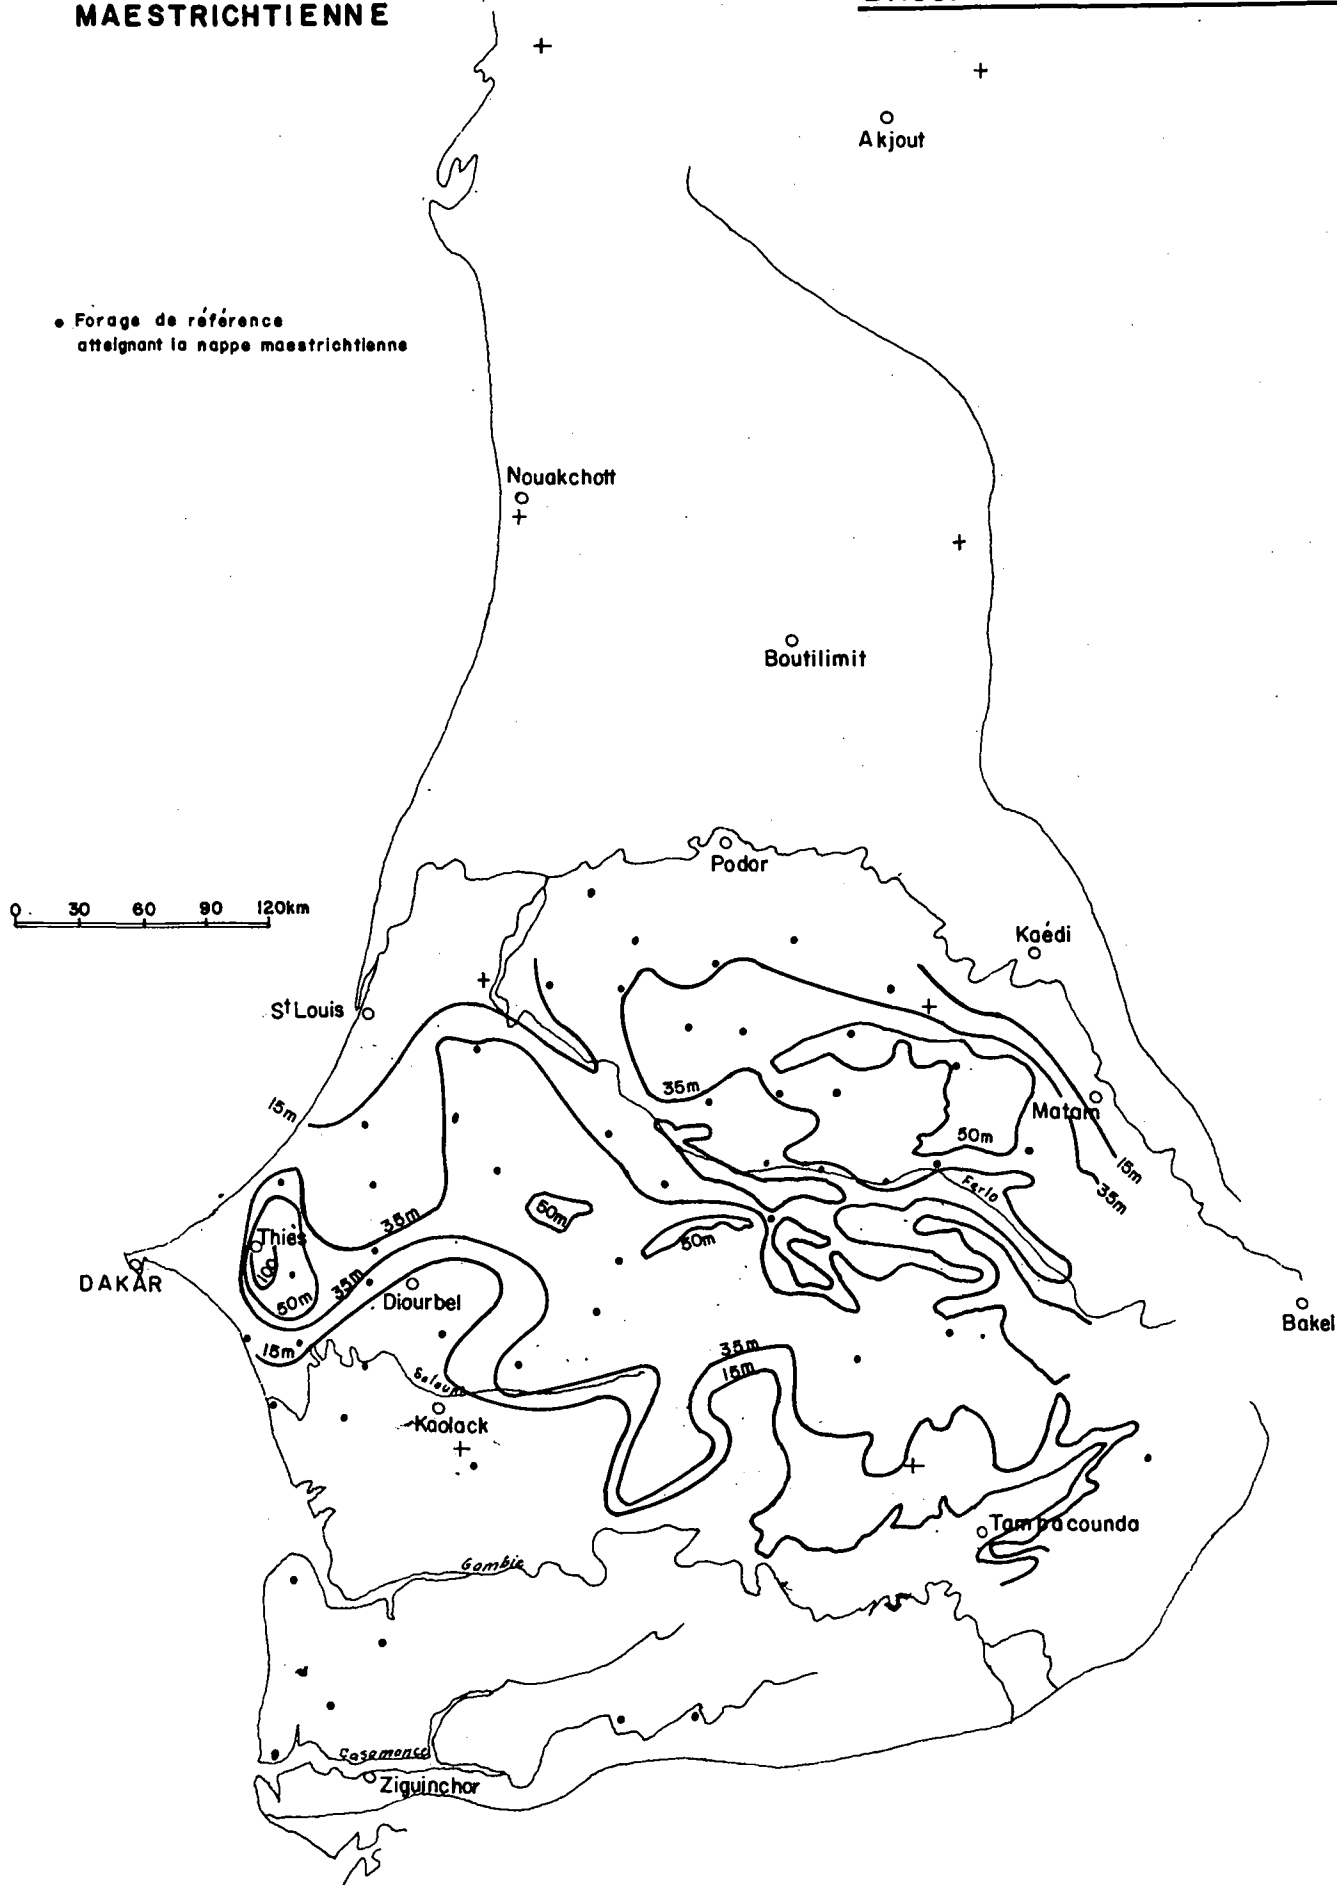 MAESTRICHTIENNE
Akjout
• Forage de référence
atteignant la nappe maestrichtienne
Nouakchott
Boutilimit
Podor
0 30 60 90 120km
Kaédi
St Louis
35m
15m
Matam
50m
15m
Ferlo
35m
50m
35m
Thiès
50m
100
DAKAR
35m
50m
Diourbel
Bakel
15m
35m
15m
Saloum
Kaolack
Tambacounda
Gambie
Casamance
Ziguinchor